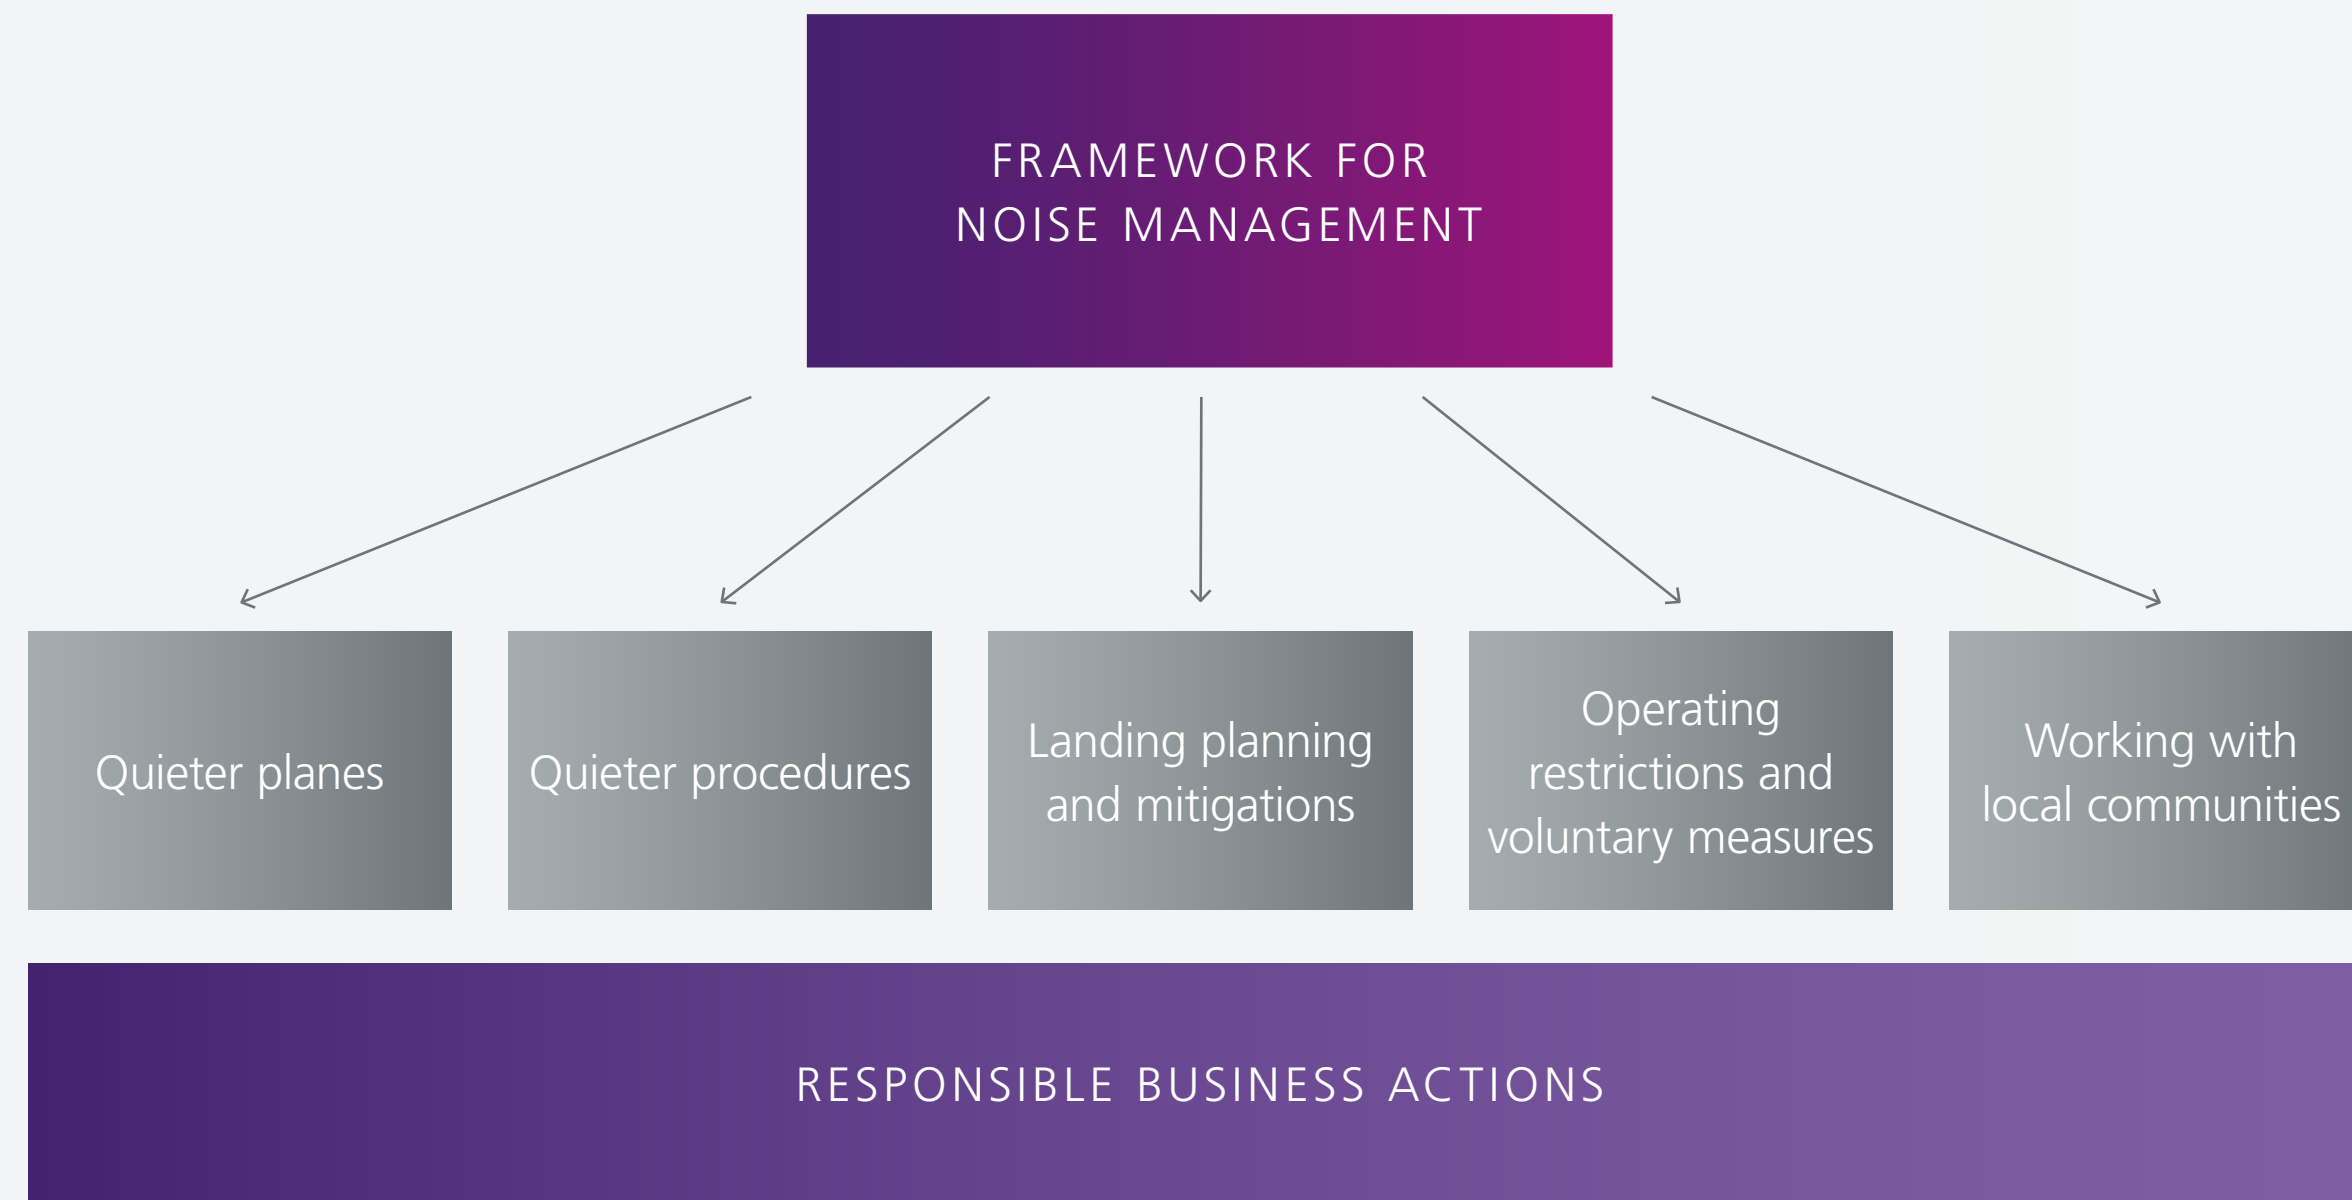 FRAMEWORK FOR
NOISE MANAGEMENT
Quieter planes
Quieter procedures
Landing planning
and mitigations
Operating
restrictions and
voluntary measures
Working with
local communities
RESPONSIBLE BUSINESS ACTIONS